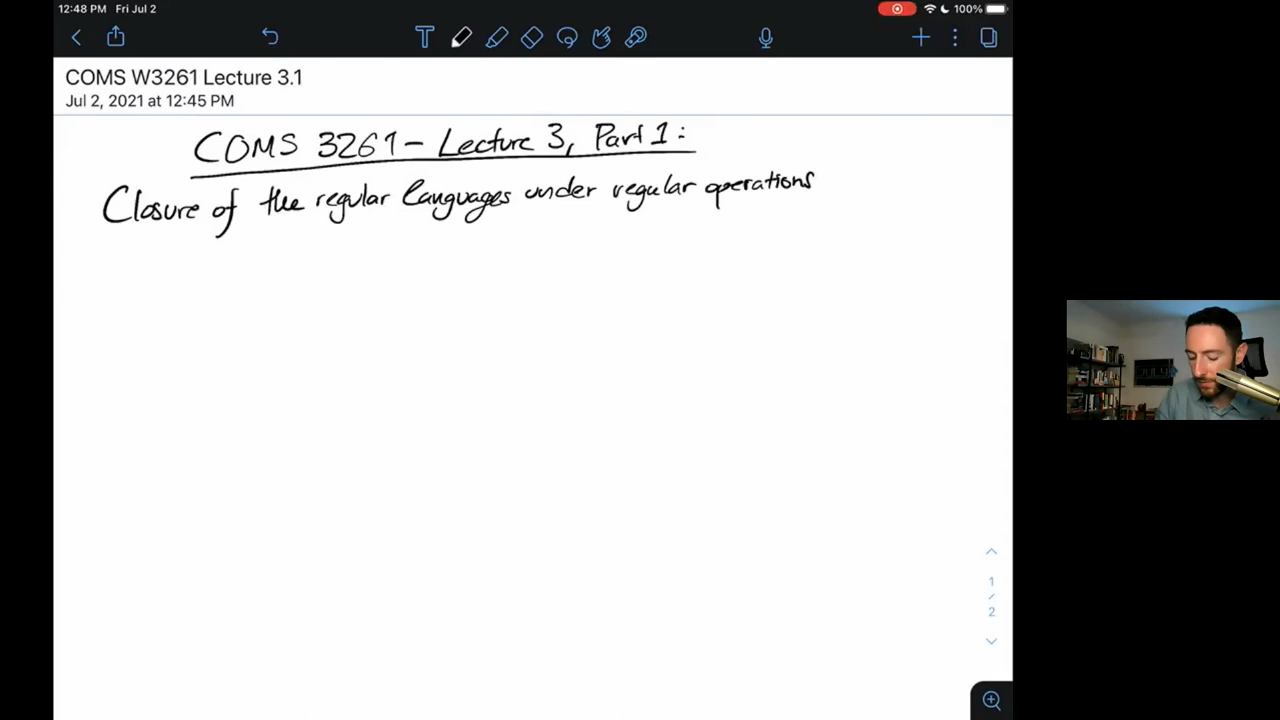 12:48 PM Fri Jul 2 100%
T
COMS W3261 Lecture 3.1
Jul 2, 2021 at 12:45 PM
COMS 3261 - Lecture 3, Part 1:
Closure of the regular languages under regular operations
1
/
2